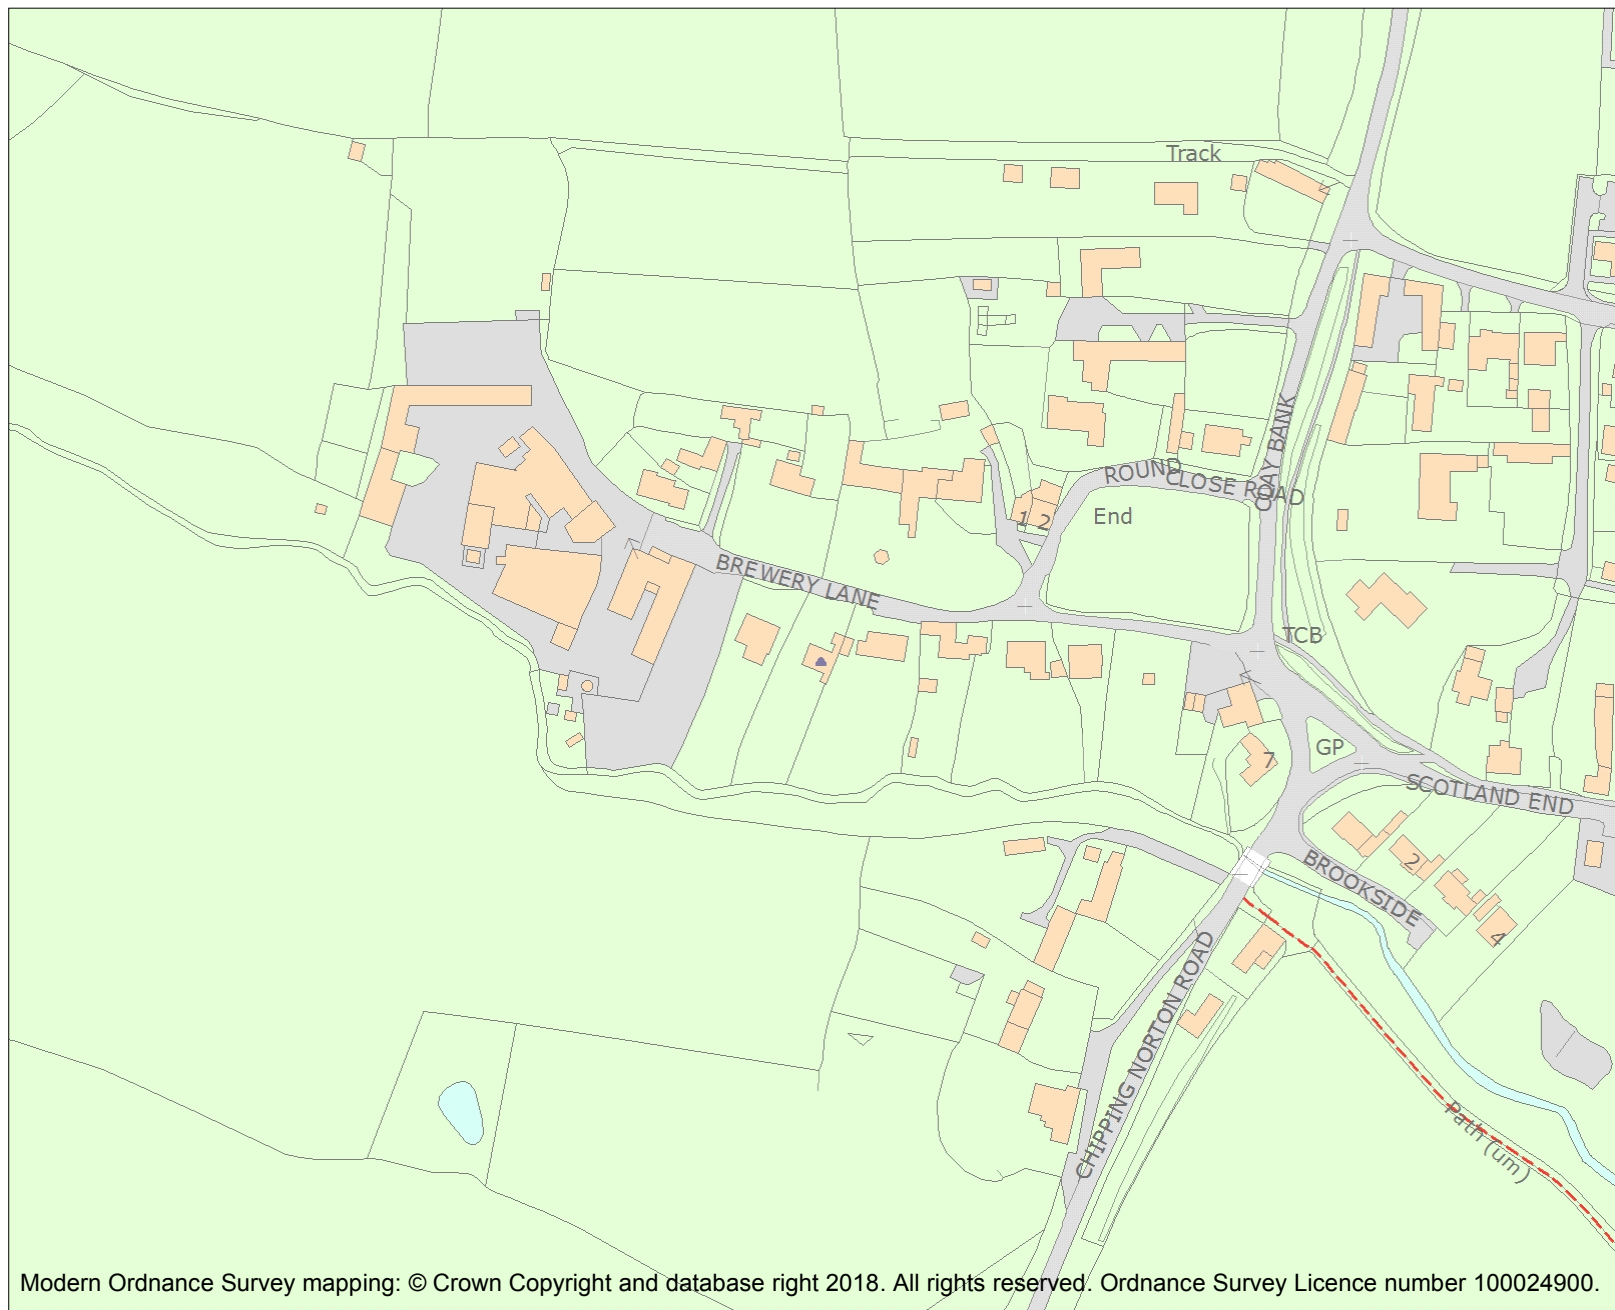 Track
CLAY BANK
ROUND
CLOSE ROAD
End
1 2
BREWERY LANE
TCB
GP
7
SCOTLAND END
BROOKSIDE
2
4
CHIPPING NORTON ROAD
Path (um)
Modern Ordnance Survey mapping: © Crown Copyright and database right 2018. All rights reserved. Ordnance Survey Licence number 100024900.